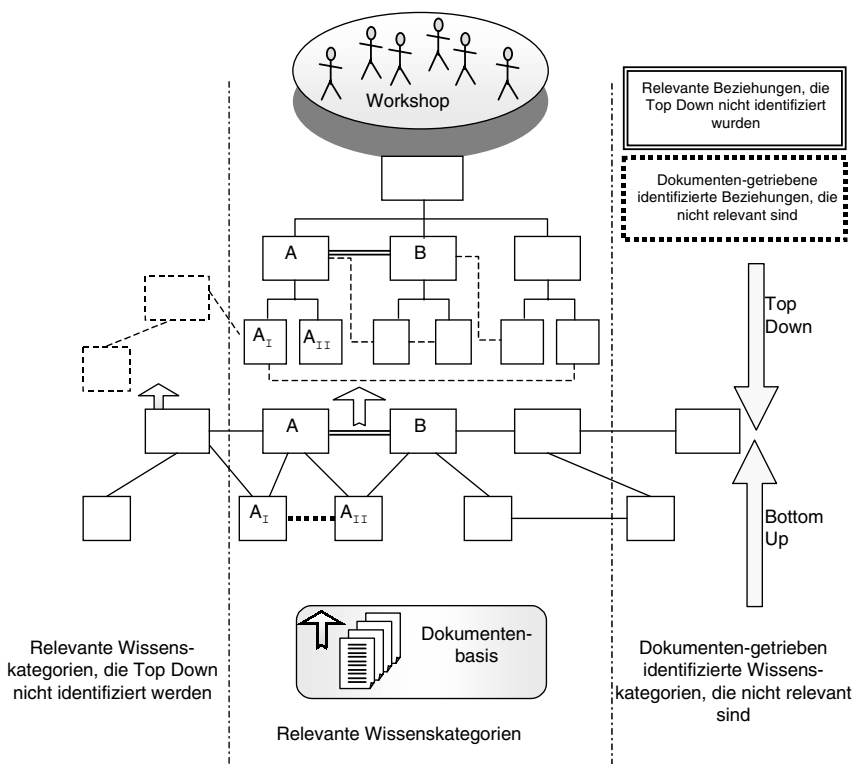 Workshop
Relevante Beziehungen, die
Top Down nicht identifiziert
wurden
Dokumenten-getriebene
identifizierte Beziehungen, die
nicht relevant sind
A
B
A_I
A_II
Top
Down
A
B
A_I
A_II
Bottom
Up
Dokumenten-
basis
Relevante Wissens-
kategorien, die Top Down
nicht identifiziert werden
Relevante Wissenskategorien
Dokumenten-getrieben
identifizierte Wissens-
kategorien, die nicht relevant
sind